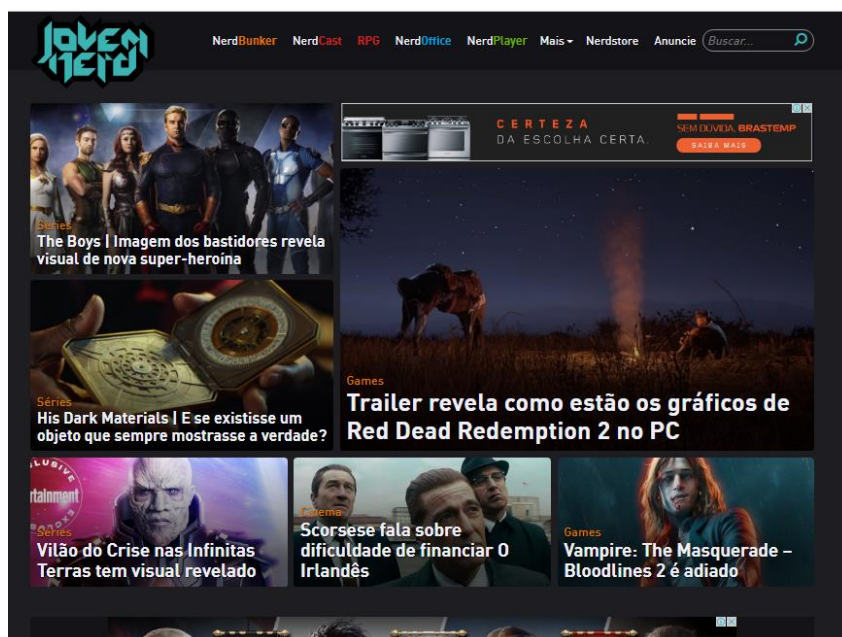 JOVEM
NERD
NerdBunker NerdCast RPG NerdOffice NerdPlayer Mais Nerdstore Anuncie Buscar...
CERTEZA
DA ESCOLHA CERTA.
SEM DÚVIDA, BRASTEMP
SAIBA MAIS
Séries
The Boys | Imagem dos bastidores revela
visual de nova super-heroína
Games
Trailer revela como estão os gráficos de
Red Dead Redemption 2 no PC
Séries
His Dark Materials | E se existisse um
objeto que sempre mostrasse a verdade?
Séries
Vilão do Crise nas Infinitas
Terras tem visual revelado
Cinema
Scorsese fala sobre
dificuldade de financiar O
Irlandês
Games
Vampire: The Masquerade –
Bloodlines 2 é adiado